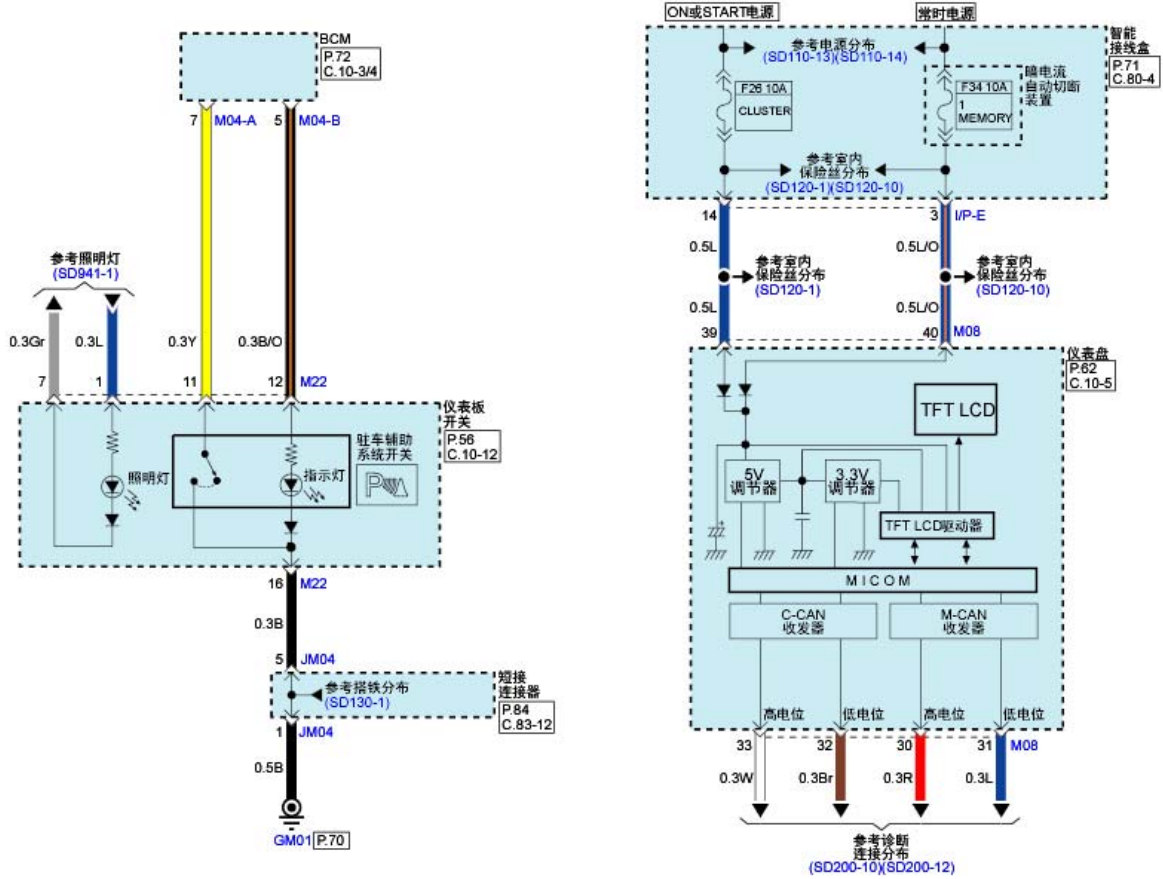 BCM
P.72
C.10-3/4
7 M04-A
5 M04-B
参考照明灯
(SD941-1)
0.3Gr
0.3L
0.3Y
0.3B/O
7
1
11
12 M22
仪表板
开关
P.56
C.10-12
照明灯
指示灯
驻车辅助
系统开关
P
16 M22
0.3B
5 JM04
参考搭铁分布
(SD130-1)
短接
连接器
P.84
C.83-12
1 JM04
0.5B
GM01 P.70
ON或START电源
常时电源
智能
接线盒
P.71
C.80-4
参考电源分布
(SD110-13)(SD110-14)
F26 10A
CLUSTER
F34 10A
1
MEMORY
暗电流
自动切断
装置
参考室内
保险丝分布
(SD120-1)(SD120-10)
14
3 I/P-E
0.5L
0.5L/O
参考室内
保险丝分布
(SD120-1)
参考室内
保险丝分布
(SD120-10)
0.5L
0.5L/O
39
40 M08
仪表盘
P.62
C.10-5
TFT LCD
5V
调节器
3.3V
调节器
TFT LCD驱动器
MICOM
C-CAN
收发器
M-CAN
收发器
高电位
低电位
高电位
低电位
33
32
30
31 M08
0.3W
0.3Br
0.3R
0.3L
参考诊断
连接分布
(SD200-10)(SD200-12)